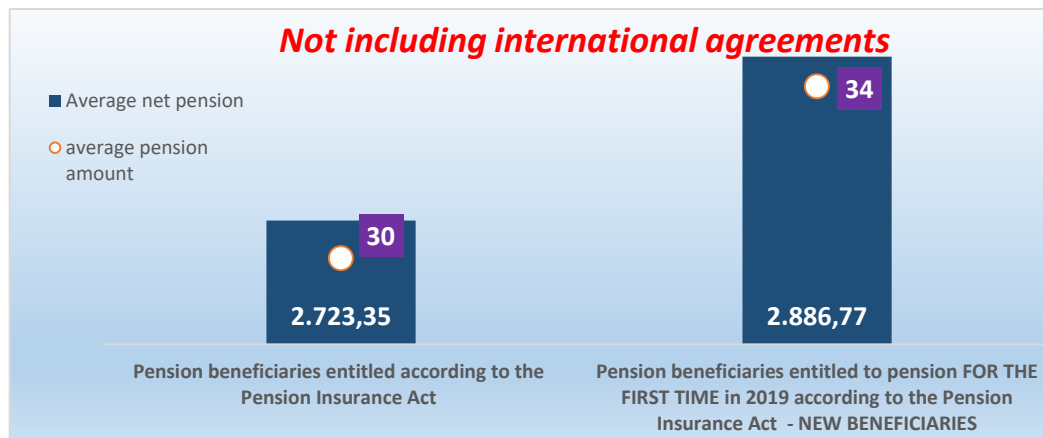 Not including international agreements
Average net pension
average pension
amount
34
30
2.723,35
2.886,77
Pension beneficiaries entitled according to the
Pension Insurance Act
Pension beneficiaries entitled to pension FOR THE
FIRST TIME in 2019 according to the Pension
Insurance Act - NEW BENEFICIARIES